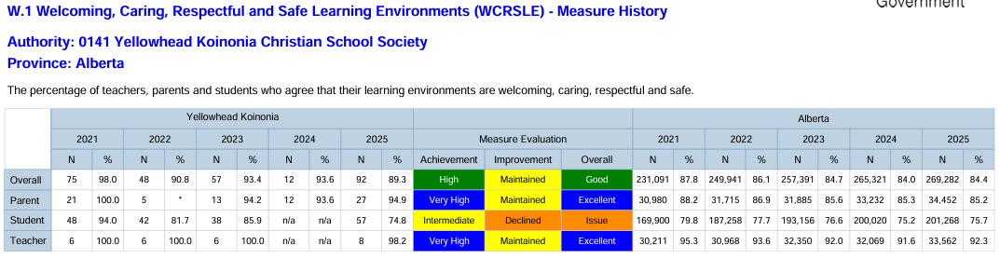 Government
W.1 Welcoming, Caring, Respectful and Safe Learning Environments (WCRSLE) - Measure History
Authority: 0141 Yellowhead Koinonia Christian School Society
Province: Alberta
The percentage of teachers, parents and students who agree that their learning environments are welcoming, caring, respectful and safe.
Yellowhead Koinonia Alberta
2021 2022 2023 2024 2025 Measure Evaluation 2021 2022 2023 2024 2025
N % N % N % N % N % Achievement Improvement Overall N % N % N % N % N %
Overall 75 98.0 48 90.8 57 93.4 12 93.6 92 89.3 High Maintained Good 231,091 87.8 249,941 86.1 257,391 84.7 265,321 84.0 269,282 84.4
Parent 21 100.0 5 * 13 94.2 12 93.6 27 94.9 Very High Maintained Excellent 30,980 88.2 31,715 86.9 31,885 85.6 33,232 85.3 34,452 85.2
Student 48 94.0 42 81.7 38 85.9 n/a n/a 57 74.8 Intermediate Declined Issue 169,900 79.8 187,258 77.7 193,156 76.6 200,020 75.2 201,268 75.7
Teacher 6 100.0 6 100.0 6 100.0 n/a n/a 8 98.2 Very High Maintained Excellent 30,211 95.3 30,968 93.6 32,350 92.0 32,069 91.6 33,562 92.3